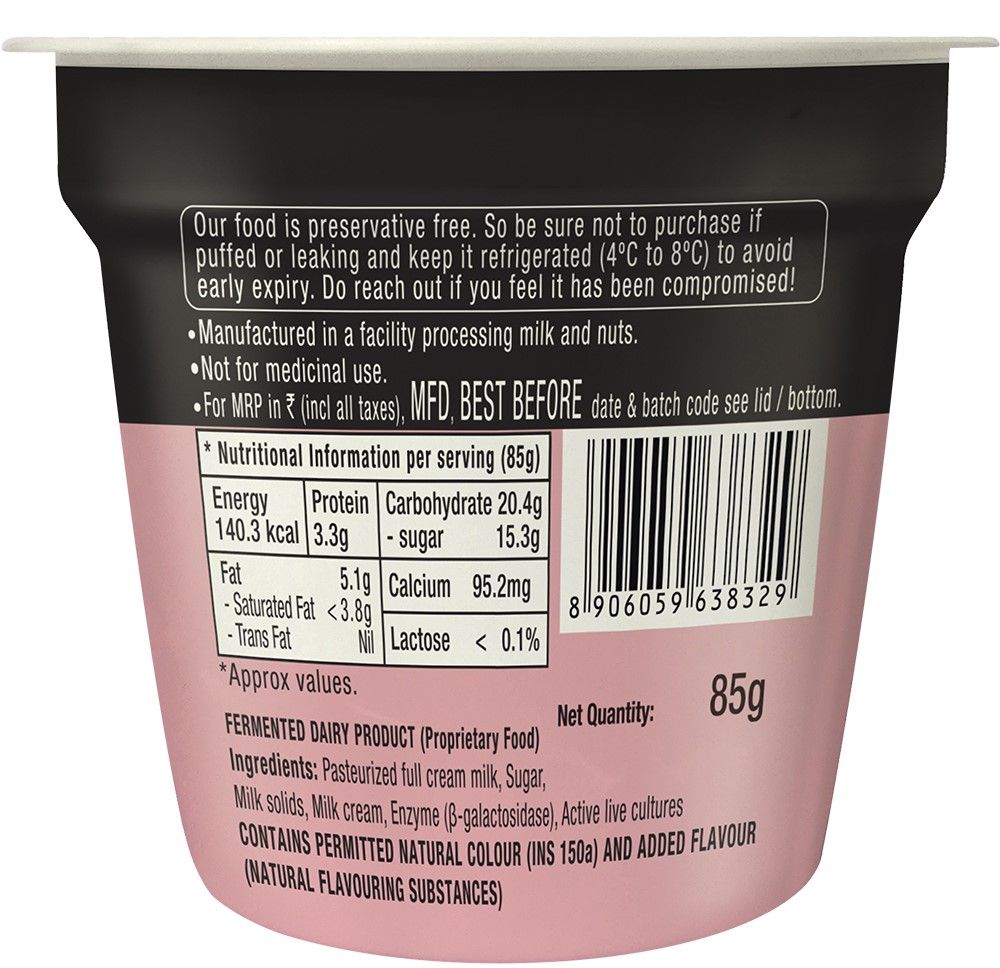 Our food is preservative free. So be sure not to purchase if
puffed or leaking and keep it refrigerated (4ºC to 8ºC) to avoid
early expiry. Do reach out if you feel it has been compromised!
•Manufactured in a facility processing milk and nuts.
•Not for medicinal use.
•For MRP in ₹ (incl all taxes), MFD, BEST BEFORE date & batch code see lid / bottom.
* Nutritional Information per serving (85g)
Energy
140.3 kcal
Protein
3.3g
Carbohydrate 20.4g
- sugar 15.3g
Fat 5.1g
- Saturated Fat <3.8g
- Trans Fat Nil
Calcium 95.2mg
Lactose < 0.1%
8 906059 638329
*Approx values.
Net Quantity: 85g
FERMENTED DAIRY PRODUCT (Proprietary Food)
Ingredients: Pasteurized full cream milk, Sugar,
Milk solids, Milk cream, Enzyme (β-galactosidase), Active live cultures
CONTAINS PERMITTED NATURAL COLOUR (INS 150a) AND ADDED FLAVOUR
(NATURAL FLAVOURING SUBSTANCES)